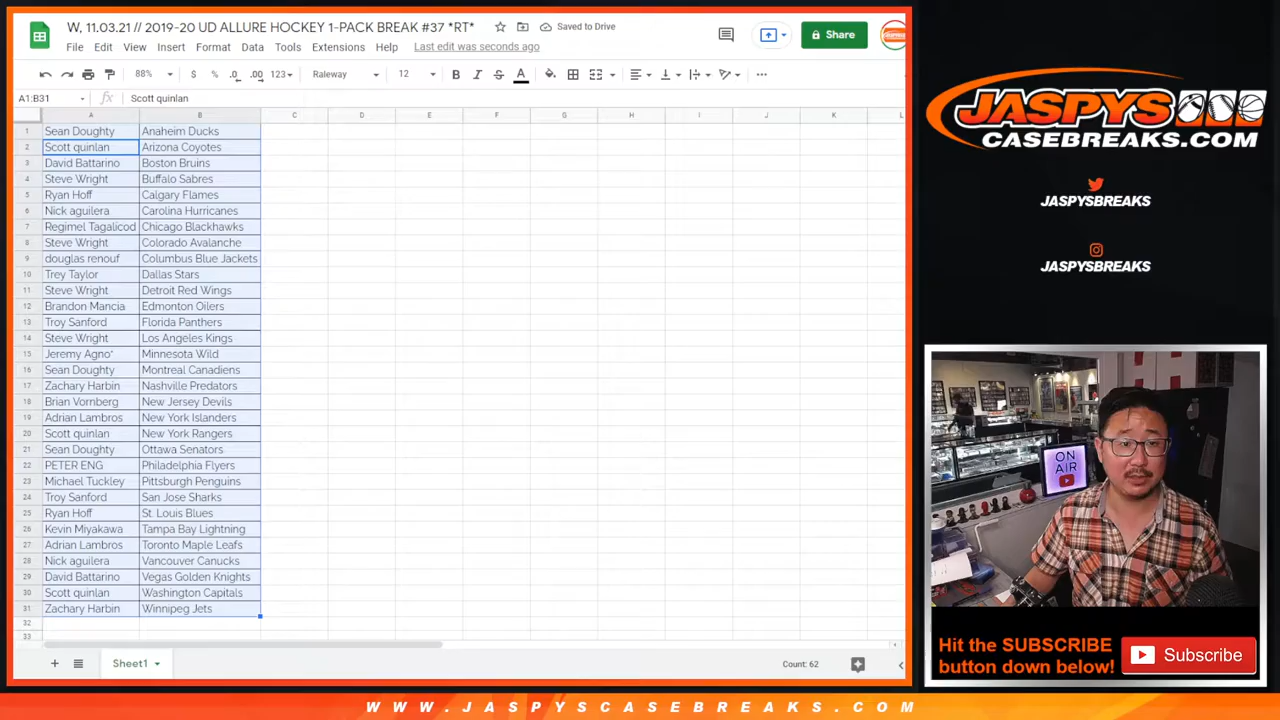 W, 11.03.21 // 2019-20 UD ALLURE HOCKEY 1-PACK BREAK #37 *RT*
Saved to Drive
File Edit View Insert Format Data Tools Extensions Help Last edit was seconds ago
Share
88% $ % .0 .00 123 Raleway 12 B I S A
A1:B31 fx Scott quinlan
A B C D E F G H I J K L
1 Sean Doughty Anaheim Ducks
2 Scott quinlan Arizona Coyotes
3 David Battarino Boston Bruins
4 Steve Wright Buffalo Sabres
5 Ryan Hoff Calgary Flames
6 Nick aguilera Carolina Hurricanes
7 Regimel Tagalicod Chicago Blackhawks
8 Steve Wright Colorado Avalanche
9 douglas renouf Columbus Blue Jackets
10 Trey Taylor Dallas Stars
11 Steve Wright Detroit Red Wings
12 Brandon Mancia Edmonton Oilers
13 Troy Sanford Florida Panthers
14 Steve Wright Los Angeles Kings
15 Jeremy Agno* Minnesota Wild
16 Sean Doughty Montreal Canadiens
17 Zachary Harbin Nashville Predators
18 Brian Vornberg New Jersey Devils
19 Adrian Lambros New York Islanders
20 Scott quinlan New York Rangers
21 Sean Doughty Ottawa Senators
22 PETER ENG Philadelphia Flyers
23 Michael Tuckley Pittsburgh Penguins
24 Troy Sanford San Jose Sharks
25 Ryan Hoff St. Louis Blues
26 Kevin Miyakawa Tampa Bay Lightning
27 Adrian Lambros Toronto Maple Leafs
28 Nick aguilera Vancouver Canucks
29 David Battarino Vegas Golden Knights
30 Scott quinlan Washington Capitals
31 Zachary Harbin Winnipeg Jets
32
33
Sheet1
Count: 62
JASPYS
CASEBREAKS.COM
JASPYSBREAKS
JASPYSBREAKS
ON
AIR
Hit the SUBSCRIBE
button down below!
Subscribe
WWW.JASPYSCASEBREAKS.COM